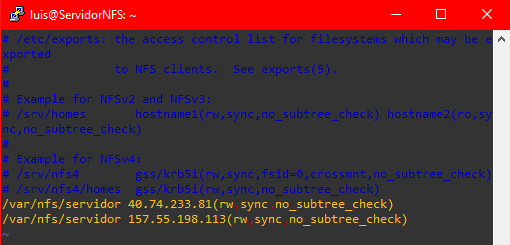 luis@ServidorNFS: ~
# /etc/exports: the access control list for filesystems which may be e
xported
#               to NFS clients.  See exports(5).
#
# Example for NFSv2 and NFSv3:
# /srv/homes       hostname1(rw,sync,no_subtree_check) hostname2(ro,sy
nc,no_subtree_check)
#
# Example for NFSv4:
# /srv/nfs4        gss/krb5i(rw,sync,fsid=0,crossmnt,no_subtree_check)
# /srv/nfs4/homes  gss/krb5i(rw,sync,no_subtree_check)
/var/nfs/servidor 40.74.233.81(rw,sync,no_subtree_check)
/var/nfs/servidor 157.55.198.113(rw,sync,no_subtree_check)
~